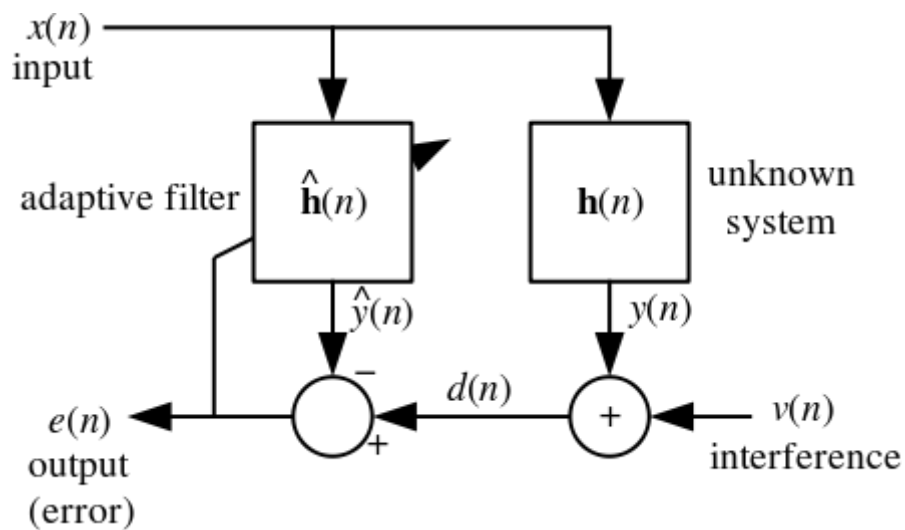 x(n)
input
adaptive filter
ĥ(n)
h(n)
unknown
system
ŷ(n)
y(n)
−
+
d(n)
+
v(n)
interference
e(n)
output
(error)